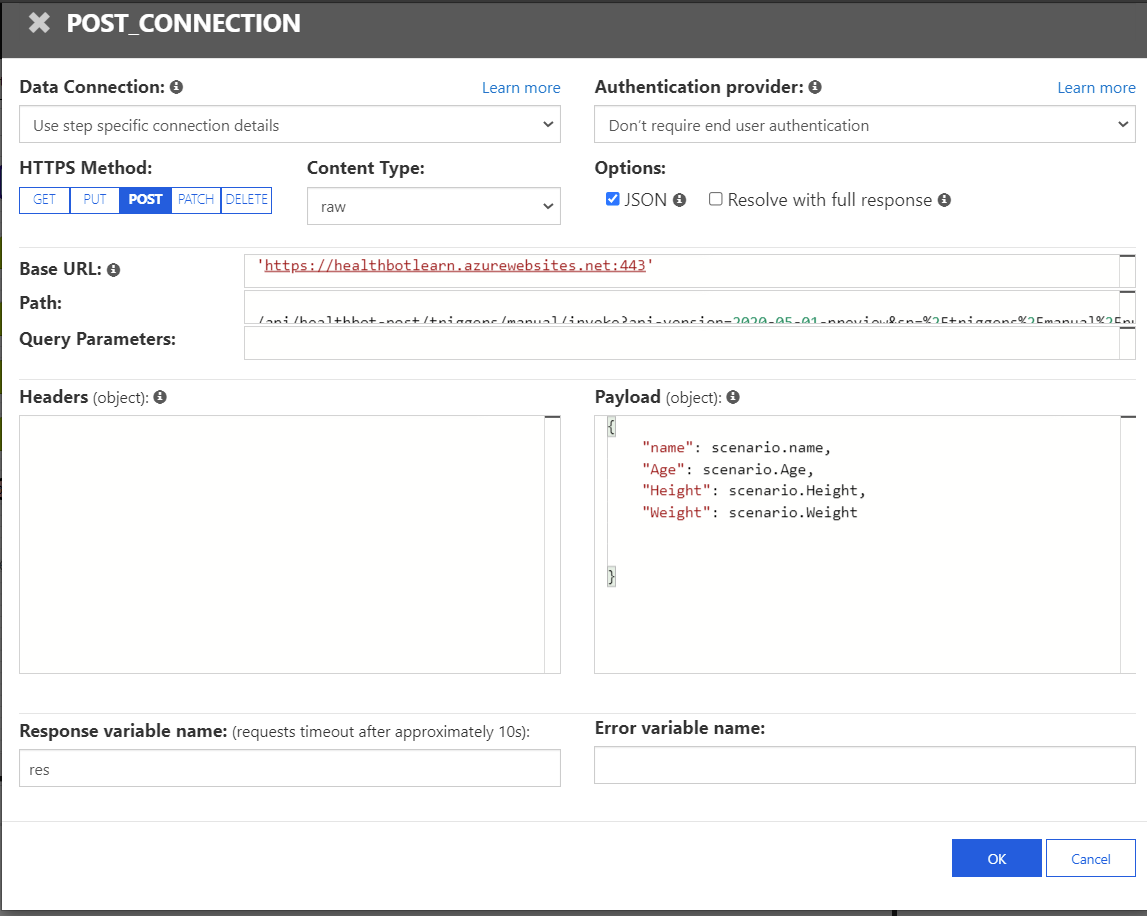 POST_CONNECTION
Data Connection: Learn more
Authentication provider: Learn more
Use step specific connection details
Don't require end user authentication
HTTPS Method:
Content Type:
Options:
GET PUT POST PATCH DELETE
raw
JSON
Resolve with full response
Base URL:
'https://healthbotlearn.azurewebsites.net:443'
Path:
/api/healthbot-post/triggers/manual/invoke?api-version=2020-05-01-preview&sp=%2Ftriggers%2Fmanual%2Fru
Query Parameters:
Headers (object):
Payload (object):
{
"name": scenario.name,
"Age": scenario.Age,
"Height": scenario.Height,
"Weight": scenario.Weight
}
Response variable name: (requests timeout after approximately 10s):
res
Error variable name:
OK
Cancel